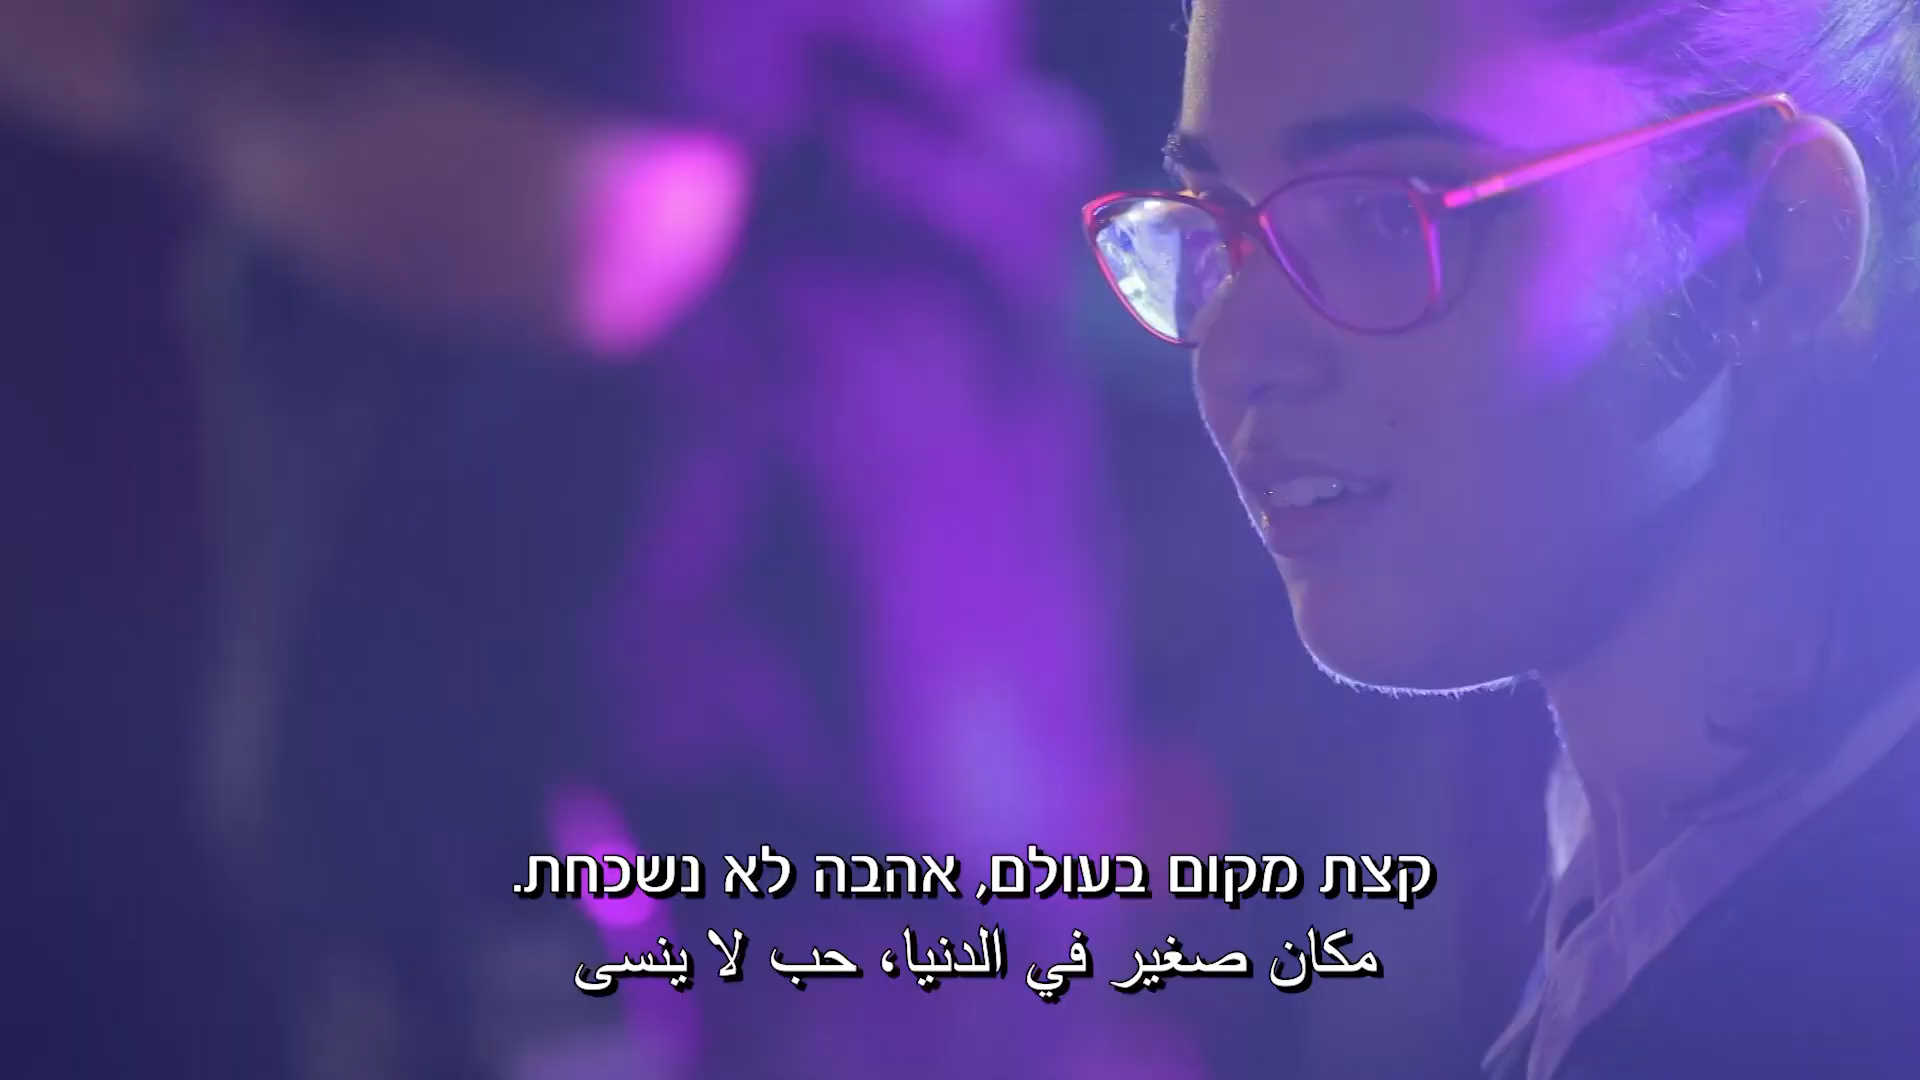 קצת מקום בעולם, אהבה לא נשכחת.
مكان صغير في الدنيا، حب لا ينسى